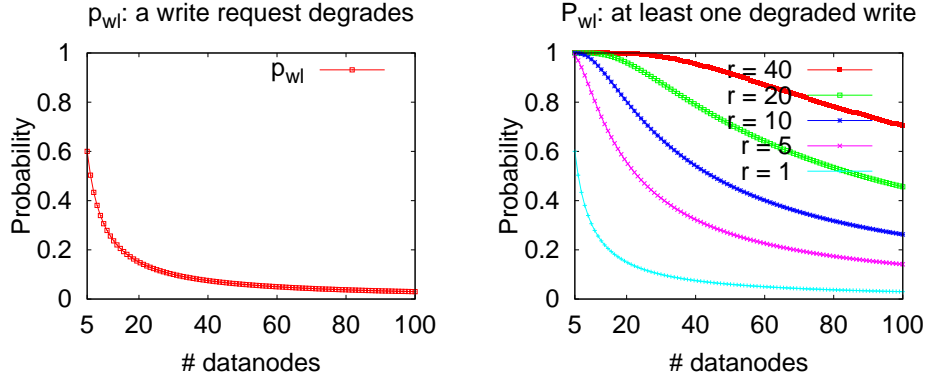 p_wl: a write request degrades
Probability
1
0.8
0.6
0.4
0.2
0
p_wl
5 20 40 60 80 100
# datanodes
P_wl: at least one degraded write
Probability
1
0.8
0.6
0.4
0.2
0
r = 40
r = 20
r = 10
r = 5
r = 1
5 20 40 60 80 100
# datanodes